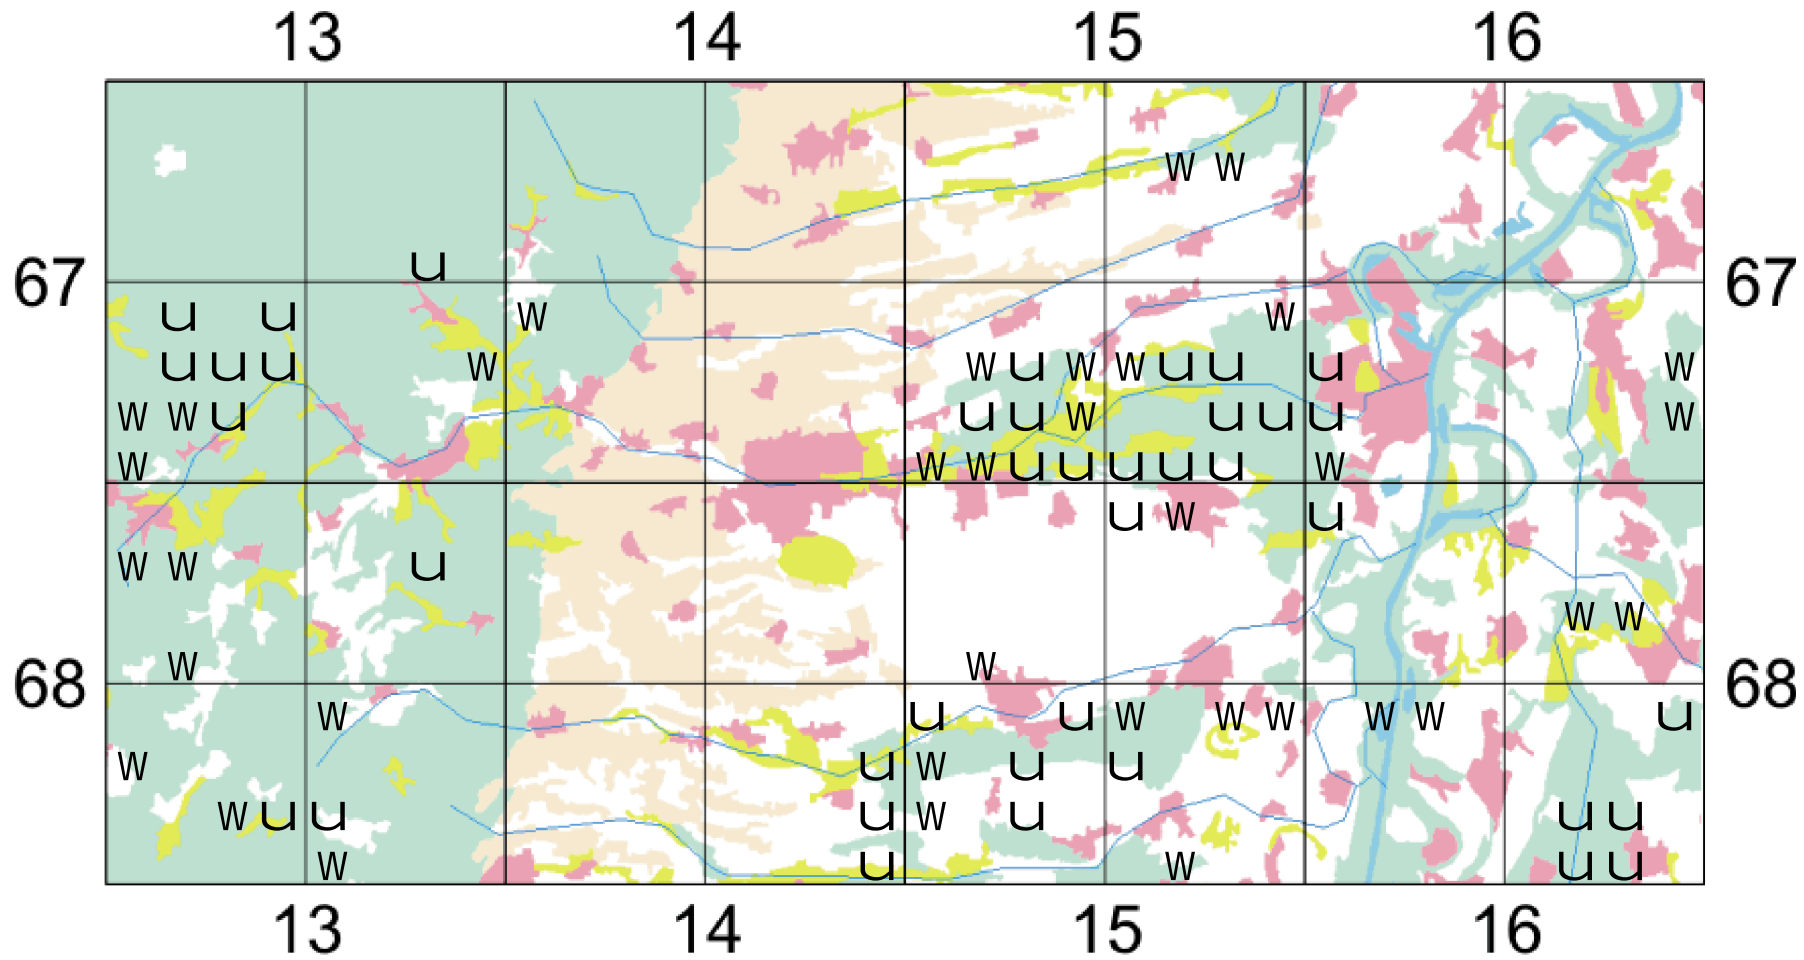 13 14 15 16
w w
67 u 67
u u w w
u u u w w u w w u u u w
w w u u u w u u u w
w w w u u u u u w
u w u
w w u
w w
w w
68 68
w u u w w w w w u
w u w u u
w u u u w u u u
w u w u u
13 14 15 16